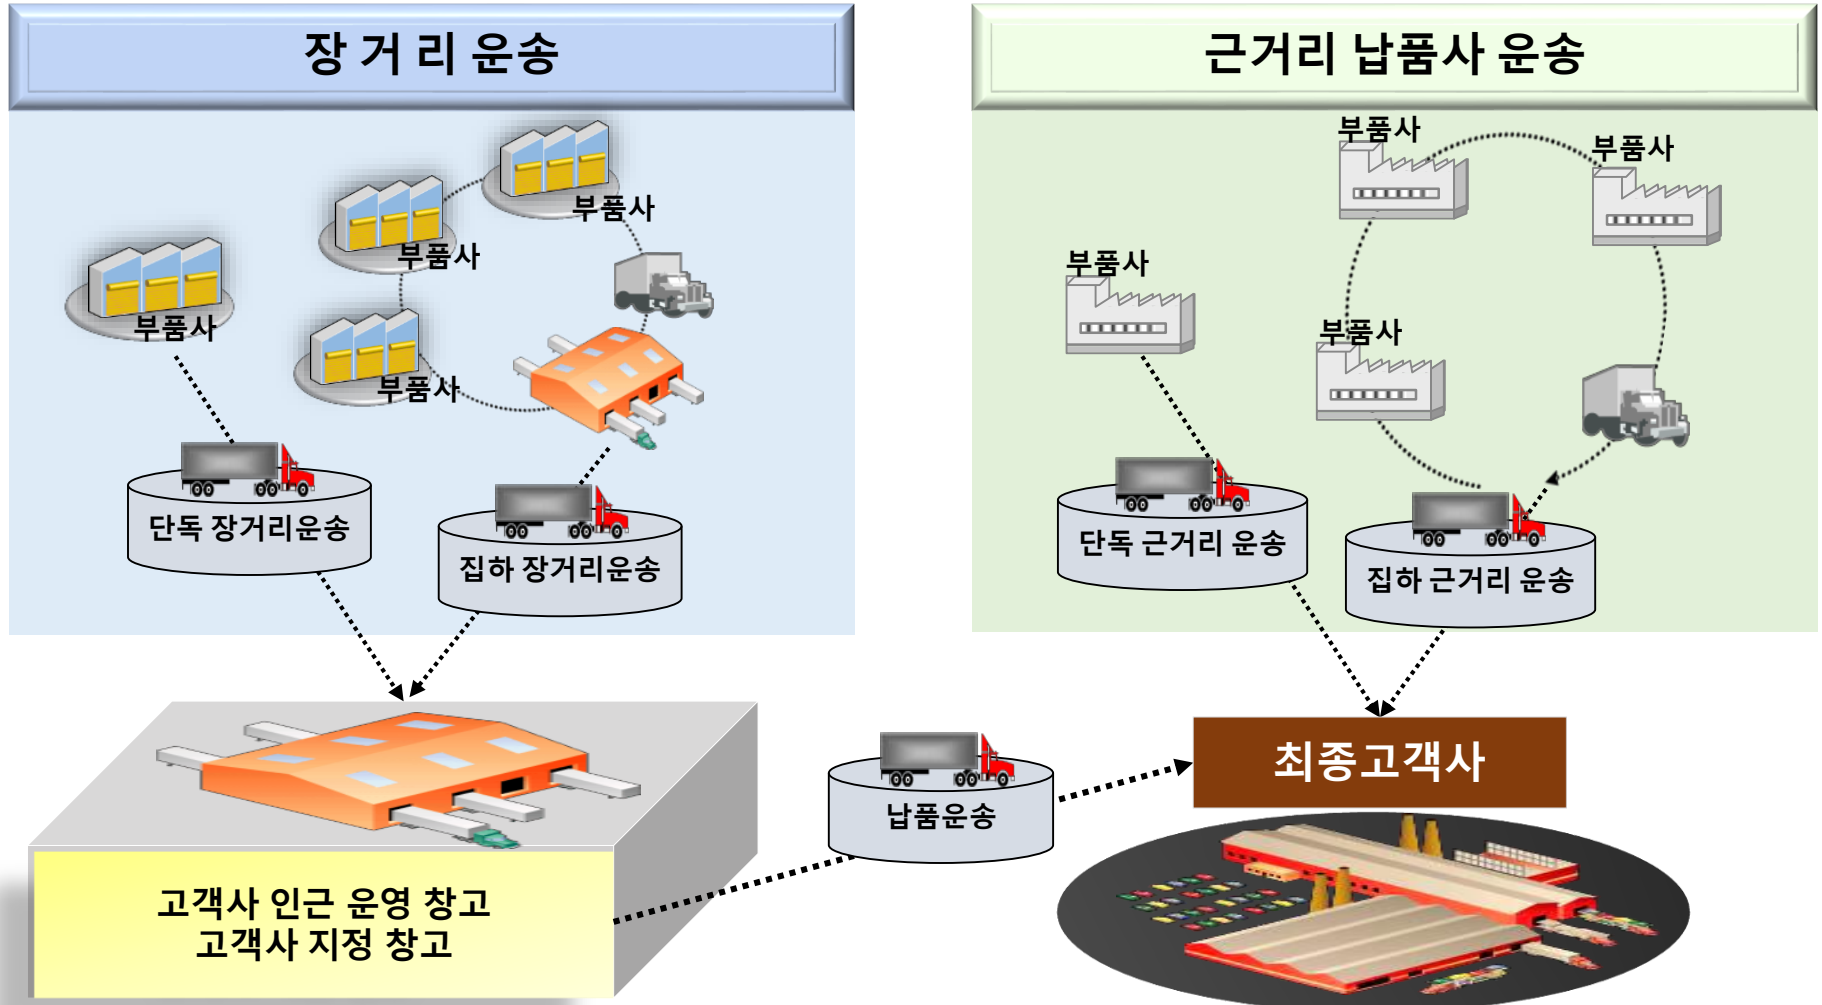 장 거 리 운송
부품사
부품사
부품사
부품사
단독 장거리운송
집하 장거리운송
근거리 납품사 운송
부품사
부품사
부품사
부품사
단독 근거리 운송
집하 근거리 운송
고객사 인근 운영 창고
고객사 지정 창고
납품운송
최종고객사